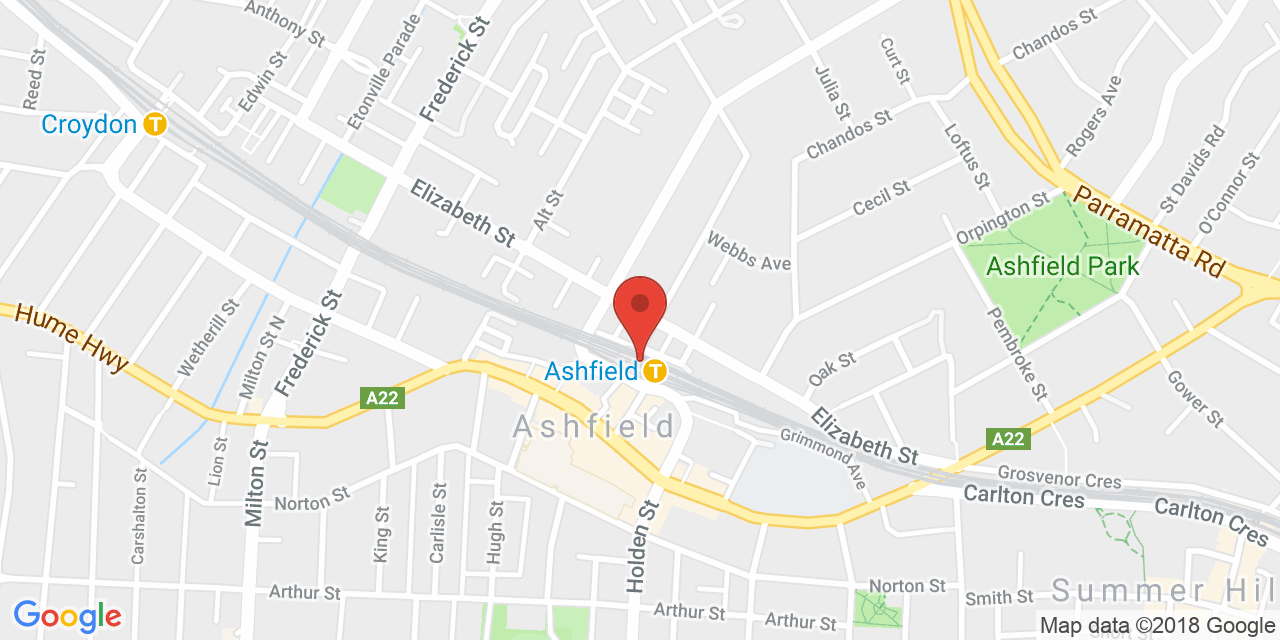 Anthony St
Reed St
Edwin St
Etonville Parade
Frederick St
Croydon
T
Elizabeth St
Alt St
Curt St
Julia St
Chandos St
Chandos St
Rogers Ave
Loftus St
Cecil St
Webbs Ave
Orpington St
St Davids Rd
O'Connor St
Parramatta Rd
Ashfield Park
Hume Hwy
Wetherill St
Milton St N
Frederick St
Pembroke St
Ashfield
T
Oak St
Gower St
A22
Ashfield
Elizabeth St
A22
Grimmond Ave
Grosvenor Cres
Carlton Cres
Carlton Cres
Lion St
Milton St
Carshalton St
Norton St
King St
Carlisle St
Hugh St
Holden St
Norton St
Smith St
Summer Hil
Arthur St
Arthur St
Arthur St
Short St
Google
Map data ©2018 Google